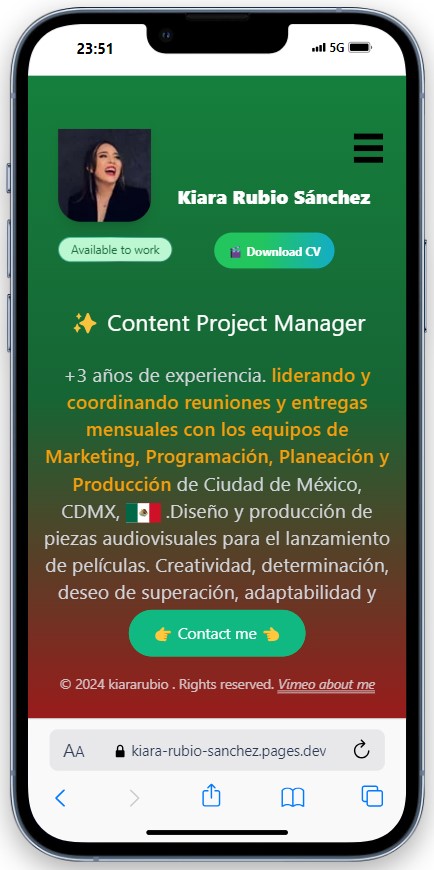 23:51
5G
Kiara Rubio Sánchez
Available to work
Download CV
✨ Content Project Manager
+3 años de experiencia. liderando y
coordinando reuniones y entregas
mensuales con los equipos de
Marketing, Programación, Planeación y
Producción de Ciudad de México,
CDMX, 🇲🇽 .Diseño y producción de
piezas audiovisuales para el lanzamiento
de películas. Creatividad, determinación,
deseo de superación, adaptabilidad y
👉 Contact me 👈
© 2024 kiararubio . Rights reserved. Vimeo about me
AA kiara-rubio-sanchez.pages.dev